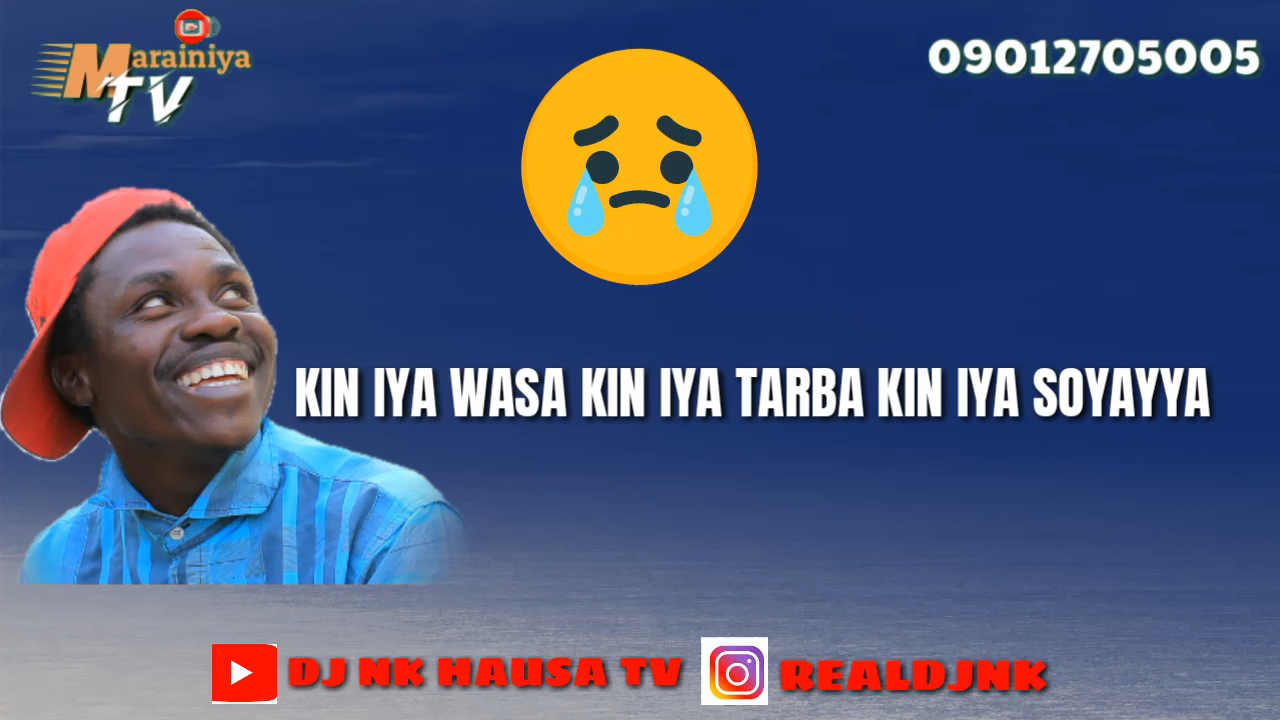 Marainiya
TV
09012705005
KIN IYA WASA KIN IYA TARBA KIN IYA SOYAYYA
DJ NK HAUSA TV
REALDJNK